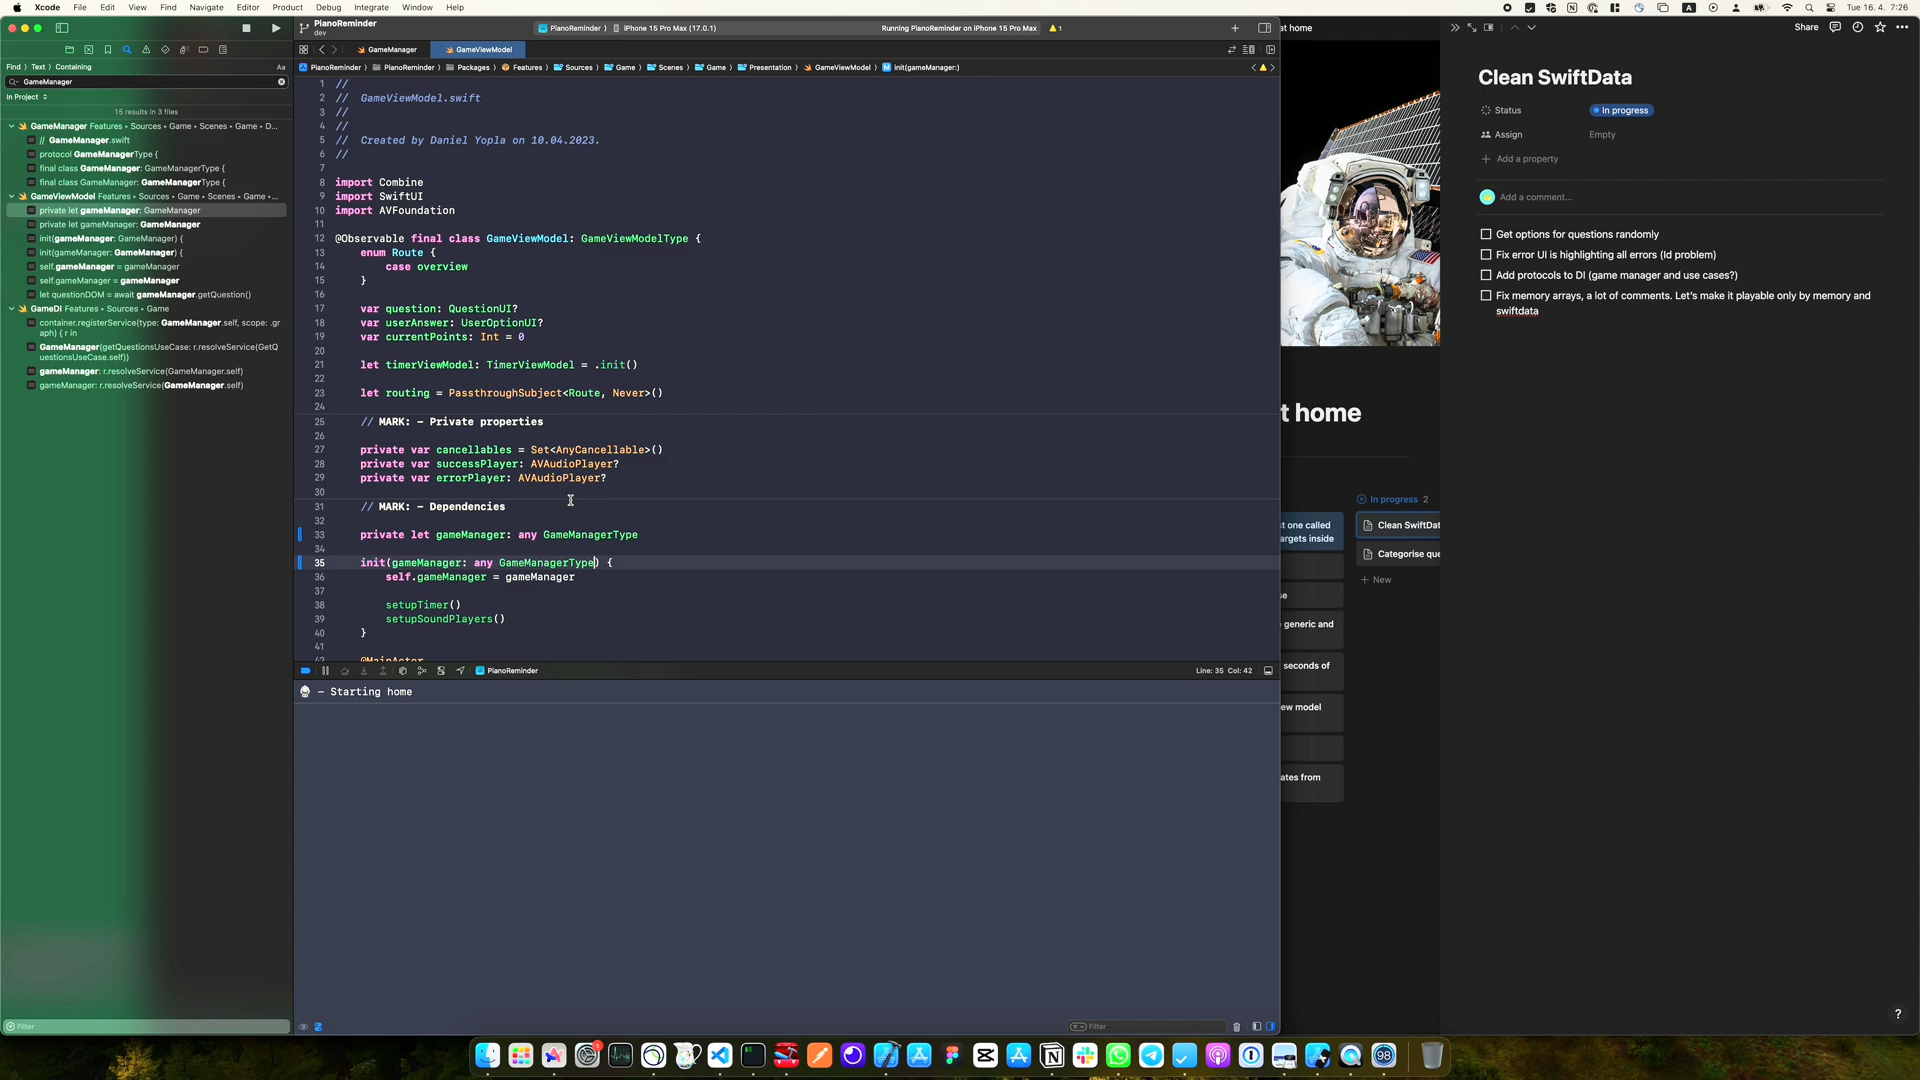 Xcode File Edit View Find Navigate Editor Product Debug Integrate Window Help
Tue 16. 4. 7:26
PianoReminder
dev
PianoReminder 〉 iPhone 15 Pro Max (17.0.1)
Running PianoReminder on iPhone 15 Pro Max 1
Find 〉 Text 〉 Containing
Aa
GameManager
In Project
15 results in 3 files
GameManager Features ▸ Sources ▸ Game ▸ Scenes ▸ Game ▸ D...
// GameManager.swift
protocol GameManagerType {
final class GameManager: GameManagerType {
final class GameManager: GameManagerType {
GameViewModel Features ▸ Sources ▸ Game ▸ Scenes ▸ Game ▸...
private let gameManager: GameManager
private let gameManager: GameManager
init(gameManager: GameManager) {
init(gameManager: GameManager) {
self.gameManager = gameManager
self.gameManager = gameManager
let questionDOM = await gameManager.getQuestion()
GameDI Features ▸ Sources ▸ Game
container.registerService(type: GameManager.self, scope: .gr
aph) { r in
GameManager(getQuestionsUseCase: r.resolveService(GetQ
uestionsUseCase.self))
gameManager: r.resolveService(GameManager.self)
gameManager: r.resolveService(GameManager.self)
Filter
GameManager GameViewModel
PianoReminder 〉 PianoReminder 〉 Packages 〉 Features 〉 Sources 〉 Game 〉 Scenes 〉 Game 〉 Presentation 〉 GameViewModel 〉 M init(gameManager:)
1 //
2 // GameViewModel.swift
3 //
4 //
5 // Created by Daniel Yopla on 10.04.2023.
6 //
7
8 import Combine
9 import SwiftUI
10 import AVFoundation
11
12 @Observable final class GameViewModel: GameViewModelType {
13 enum Route {
14 case overview
15 }
16
17 var question: QuestionUI?
18 var userAnswer: UserOptionUI?
19 var currentPoints: Int = 0
20
21 let timerViewModel: TimerViewModel = .init()
22
23 let routing = PassthroughSubject<Route, Never>()
24
25 // MARK: - Private properties
26
27 private var cancellables = Set<AnyCancellable>()
28 private var successPlayer: AVAudioPlayer?
29 private var errorPlayer: AVAudioPlayer?
30
31 // MARK: - Dependencies
32
33 private let gameManager: any GameManagerType
34
35 init(gameManager: any GameManagerType) {
36 self.gameManager = gameManager
37
38 setupTimer()
39 setupSoundPlayers()
40 }
41
42 @MainActor
PianoReminder
Line: 35 Col: 42
– Starting home
Filter
at home
t home
In progress 2
st one called
argets inside
Clean SwiftDat
Categorise que
+ New
se
e generic and
seconds of
ew model
ates from
Share
Clean SwiftData
Status In progress
Assign Empty
+ Add a property
Add a comment...
Get options for questions randomly
Fix error UI is highlighting all errors (Id problem)
Add protocols to DI (game manager and use cases?)
Fix memory arrays, a lot of comments. Let's make it playable only by memory and
swiftdata
?
1
98